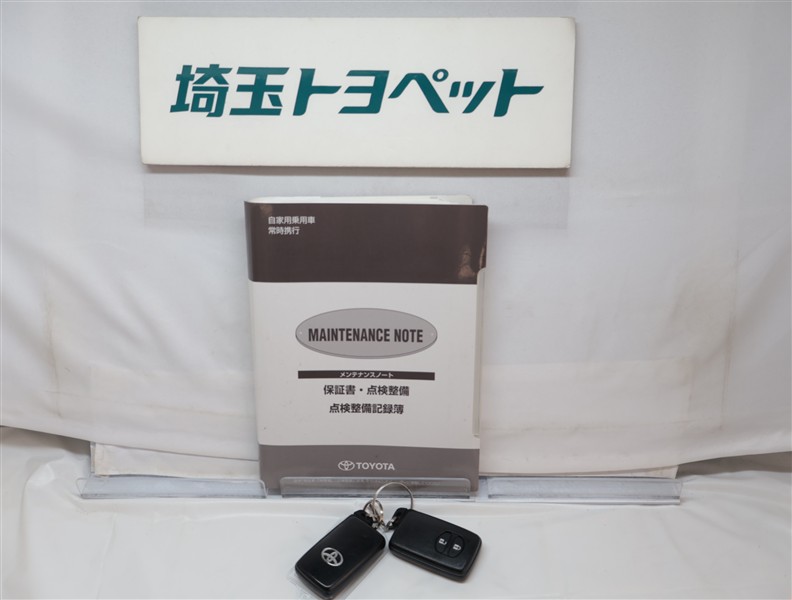 埼玉トヨペット
自家用乗用車
常時携行
MAINTENANCE NOTE
メンテナンスノート
保証書・点検整備
点検整備記録簿
TOYOTA